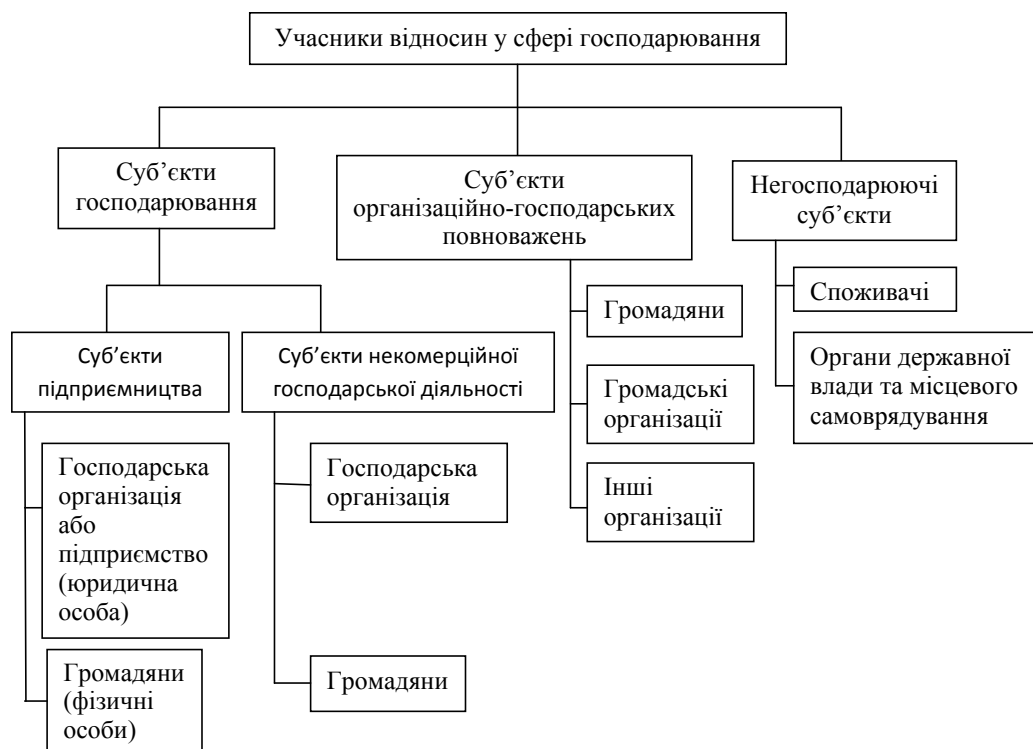 Учасники відносин у сфері господарювання
Суб’єкти
господарювання
Суб’єкти
організаційно-господарських
повноважень
Негосподарюючі
суб’єкти
Споживачі
Органи державної
влади та місцевого
самоврядування
Громадяни
Громадські
організації
Інші
організації
Суб’єкти
підприємництва
Суб’єкти некомерційної
господарської діяльності
Господарська
організація
або
підприємство
(юридична
особа)
Громадяни
(фізичні
особи)
Господарська
організація
Громадяни